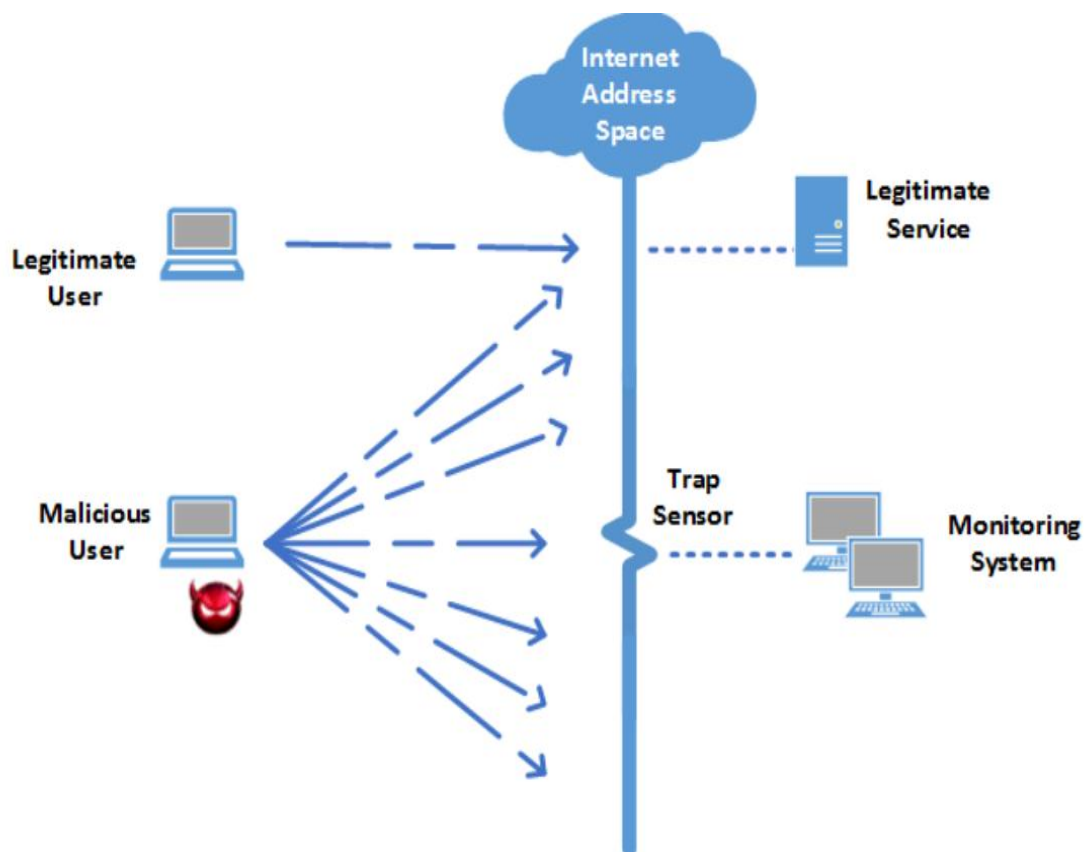 Internet
Address
Space
Legitimate
Service
Legitimate
User
Trap
Sensor
Malicious
User
Monitoring
System